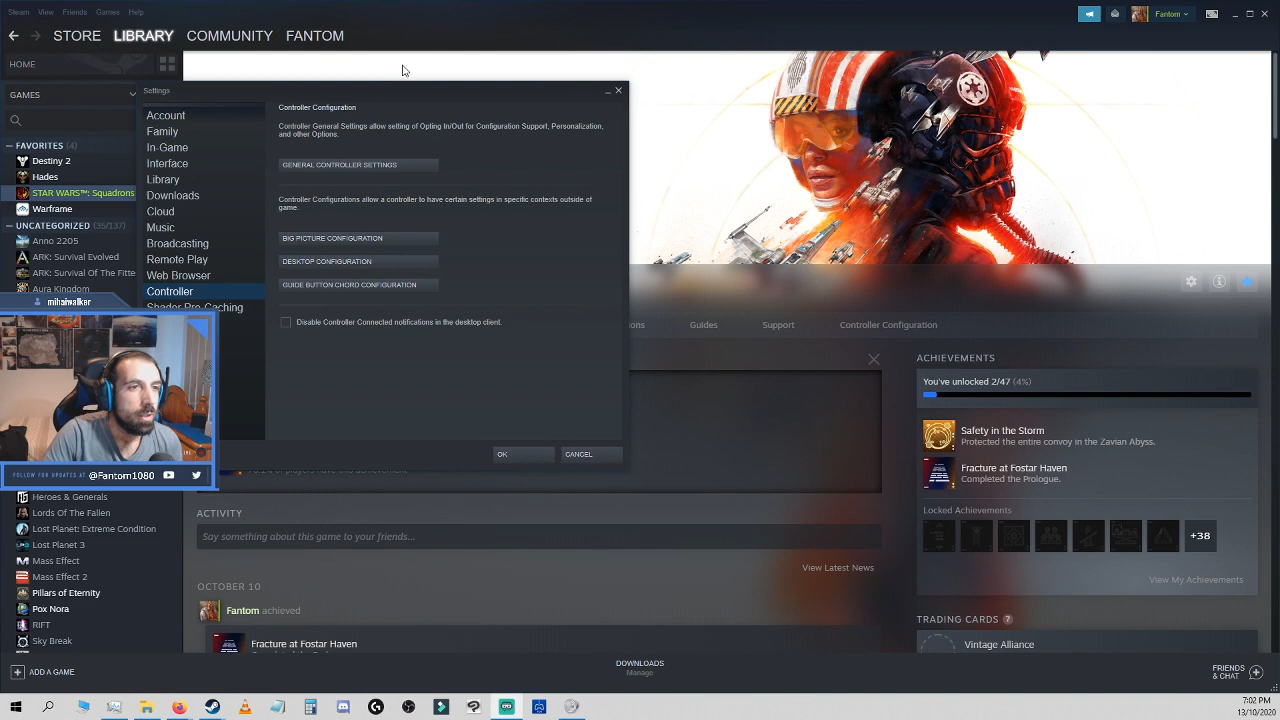 Steam View Friends Games Help
Fantom
STORE LIBRARY COMMUNITY FANTOM
HOME
GAMES
FAVORITES (4)
Destiny 2
Hades
STAR WARS™: Squadrons
Warframe
UNCATEGORIZED (35/137)
Anno 2205
ARK: Survival Evolved
ARK: Survival Of The Fitte
Aura Kingdom
mihaiwalker
FOLLOW FOR UPDATES AT @Fantom1080
Heroes & Generals
Lords Of The Fallen
Lost Planet: Extreme Condition
Lost Planet 3
Mass Effect
Mass Effect 2
Pillars of Eternity
Pox Nora
RIFT
Sky Break
ADD A GAME
Settings
Account
Family
In-Game
Interface
Library
Downloads
Cloud
Music
Broadcasting
Remote Play
Web Browser
Controller
Shader Pre-Caching
Controller Configuration
Controller General Settings allow setting of Opting In/Out for Configuration Support, Personalization,
and other Options.
GENERAL CONTROLLER SETTINGS
Controller Configurations allow a controller to have certain settings in specific contexts outside of
game.
BIG PICTURE CONFIGURATION
DESKTOP CONFIGURATION
GUIDE BUTTON CHORD CONFIGURATION
Disable Controller Connected notifications in the desktop client.
OK CANCEL
Guides Support Controller Configuration
ACTIVITY
Say something about this game to your friends...
View Latest News
OCTOBER 10
Fantom achieved
Fracture at Fostar Haven
ACHIEVEMENTS
You've unlocked 2/47 (4%)
Safety in the Storm
Protected the entire convoy in the Zavian Abyss.
Fracture at Fostar Haven
Completed the Prologue.
Locked Achievements
+38
View My Achievements
TRADING CARDS ?
Vintage Alliance
DOWNLOADS
Manage
FRIENDS
& CHAT
7:02 PM
13/10/2020